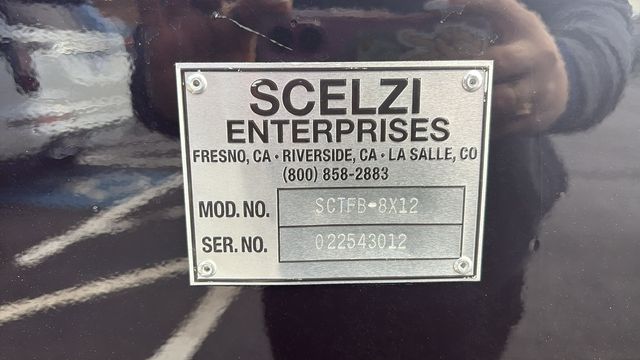 SCELZI
ENTERPRISES
FRESNO, CA · RIVERSIDE, CA · LA SALLE, CO
(800) 858-2883
MOD. NO. SCTFB-8X12
SER. NO. 022543012